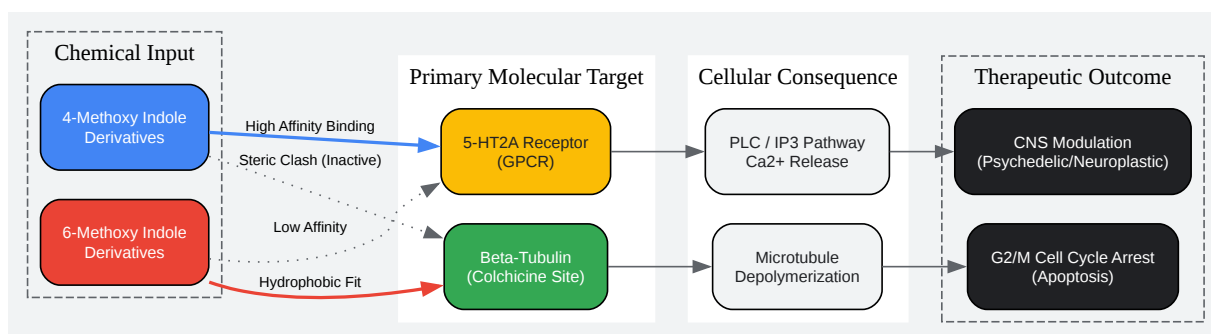 Chemical Input
Primary Molecular Target
Cellular Consequence
Therapeutic Outcome
4-Methoxy Indole
Derivatives
High Affinity Binding
5-HT2A Receptor
(GPCR)
PLC / IP3 Pathway
Ca2+ Release
CNS Modulation
(Psychedelic/Neuroplastic)
Steric Clash (Inactive)
6-Methoxy Indole
Derivatives
Low Affinity
Hydrophobic Fit
Beta-Tubulin
(Colchicine Site)
Microtubule
Depolymerization
G2/M Cell Cycle Arrest
(Apoptosis)